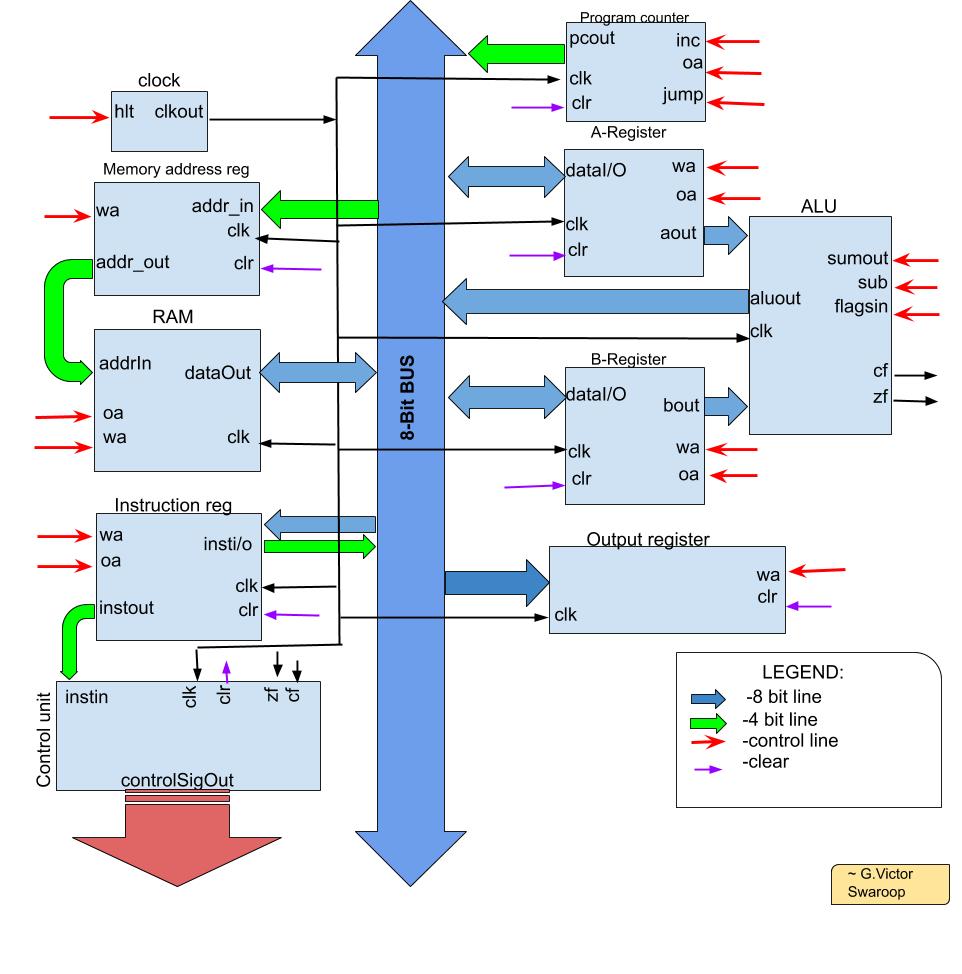 Program counter
pcout
inc
oa
clk
jump
clr
clock
hlt
clkout
A-Register
dataI/O
wa
oa
clk
aout
clr
Memory address reg
wa
addr_in
clk
addr_out
clr
ALU
sumout
sub
aluout
flagsin
clk
cf
zf
RAM
addrIn
dataOut
oa
wa
clk
8-Bit BUS
B-Register
dataI/O
bout
clk
wa
clr
oa
Instruction reg
wa
insti/o
oa
clk
instout
clr
Output register
wa
clr
clk
Control unit
instin
clk
clr
zf
cf
controlSigOut
LEGEND:
-8 bit line
-4 bit line
-control line
-clear
~ G.Victor
Swaroop